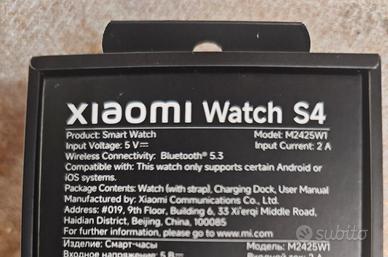 xiaomi Watch S4
Product: Smart Watch Model: M2425W1
Input Voltage: 5 V⎓ Input Current: 2 A
Wireless Connectivity: Bluetooth® 5.3
Compatible with: This watch only supports certain Android or
iOS systems.
Package Contents: Watch (with strap), Charging Dock, User Manual
Manufactured by: Xiaomi Communications Co., Ltd.
Address: #019, 9th Floor, Building 6, 33 Xi'erqi Middle Road,
Haidian District, Beijing, China, 100085
For further information, please go to www.mi.com
Изделие: Смарт-часы Модель: M2425W1
Входное напряжение: 5 В⎓ 2 А
subito